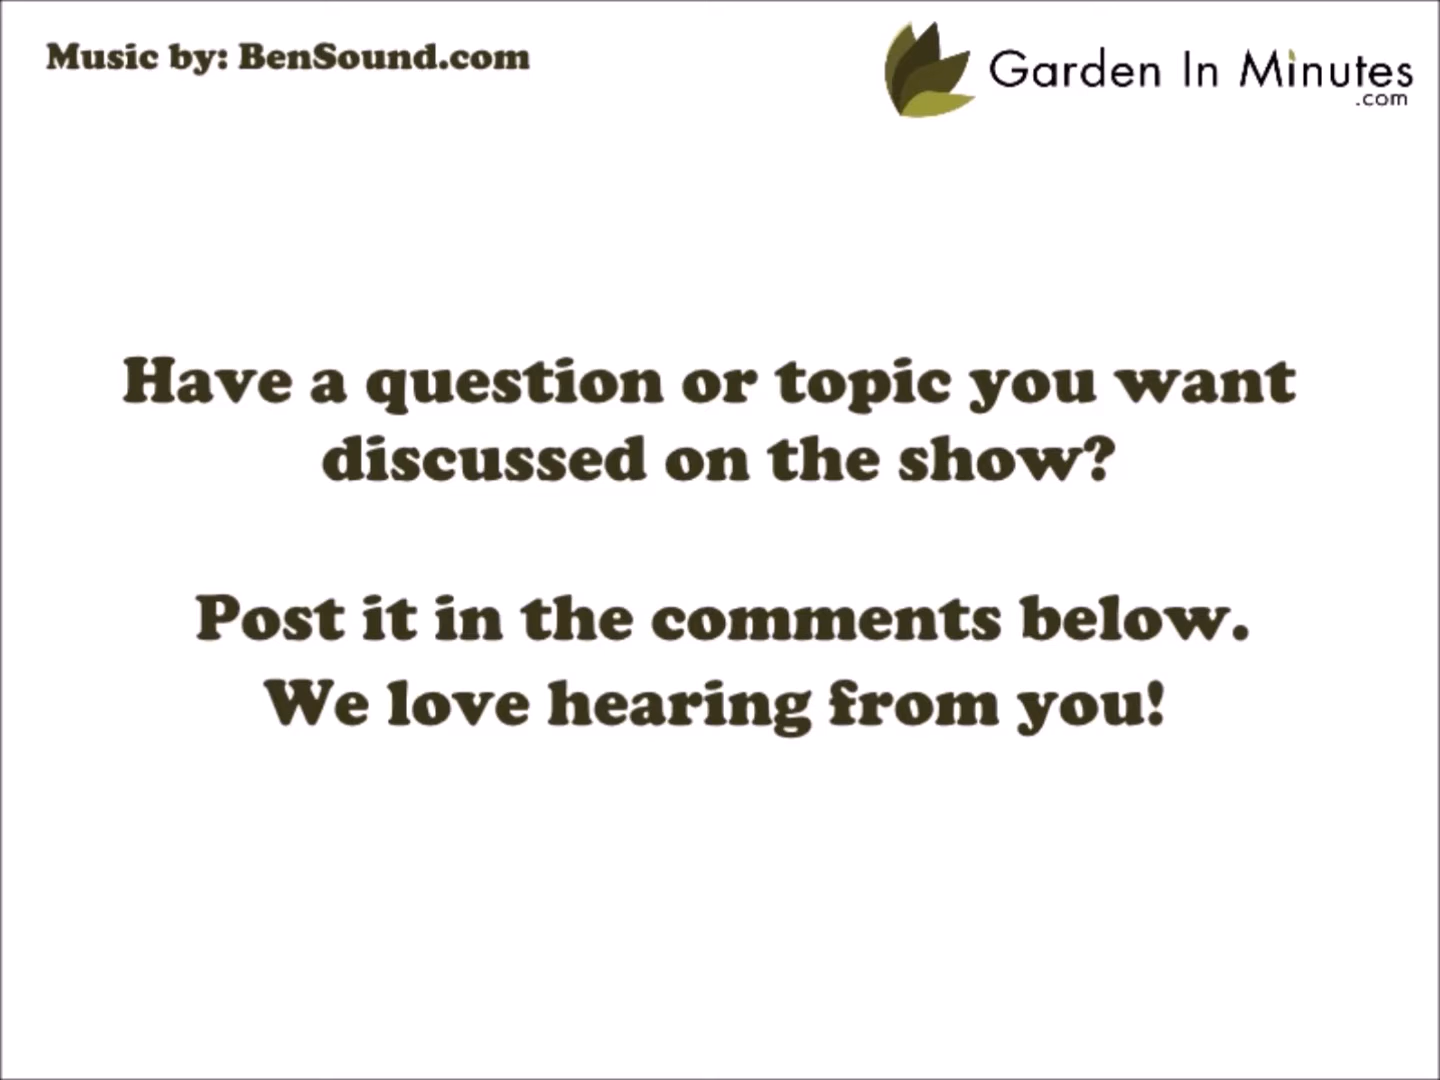 Music by: BenSound.com
Garden In Minutes
.com
Have a question or topic you want
discussed on the show?
Post it in the comments below.
We love hearing from you!